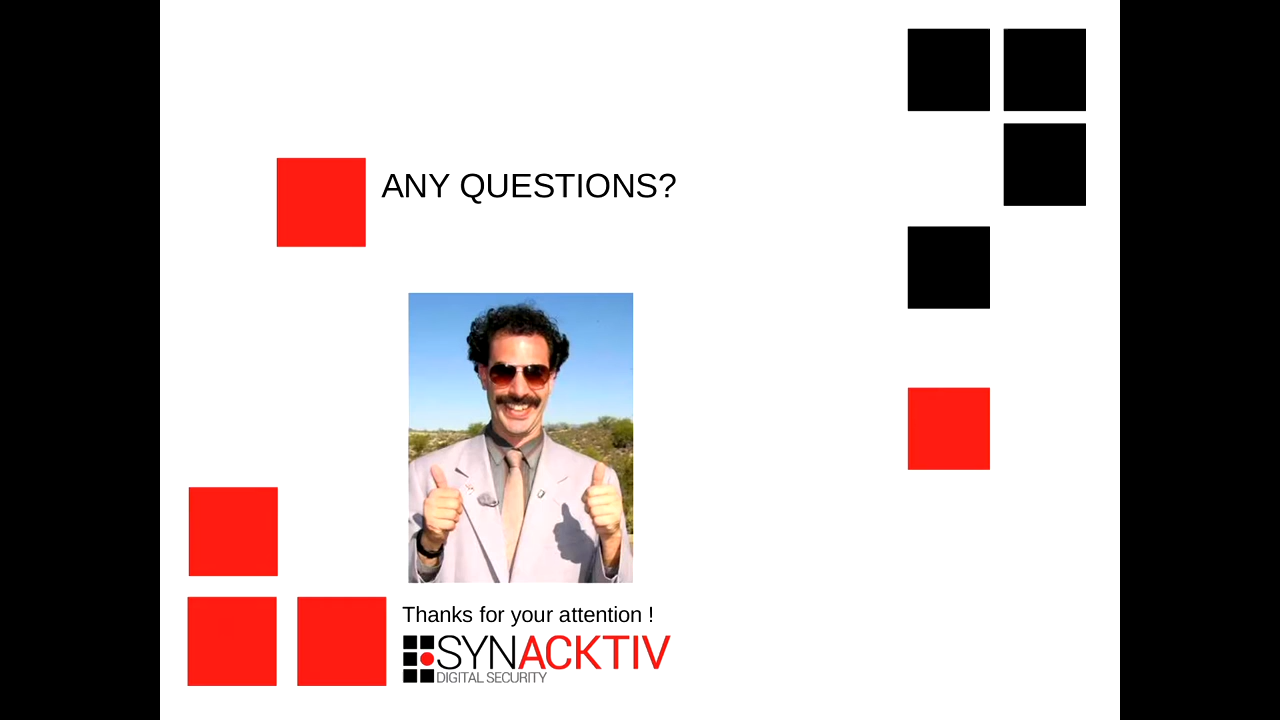 ANY QUESTIONS?
Thanks for your attention !
SYNACKTIV
DIGITAL SECURITY